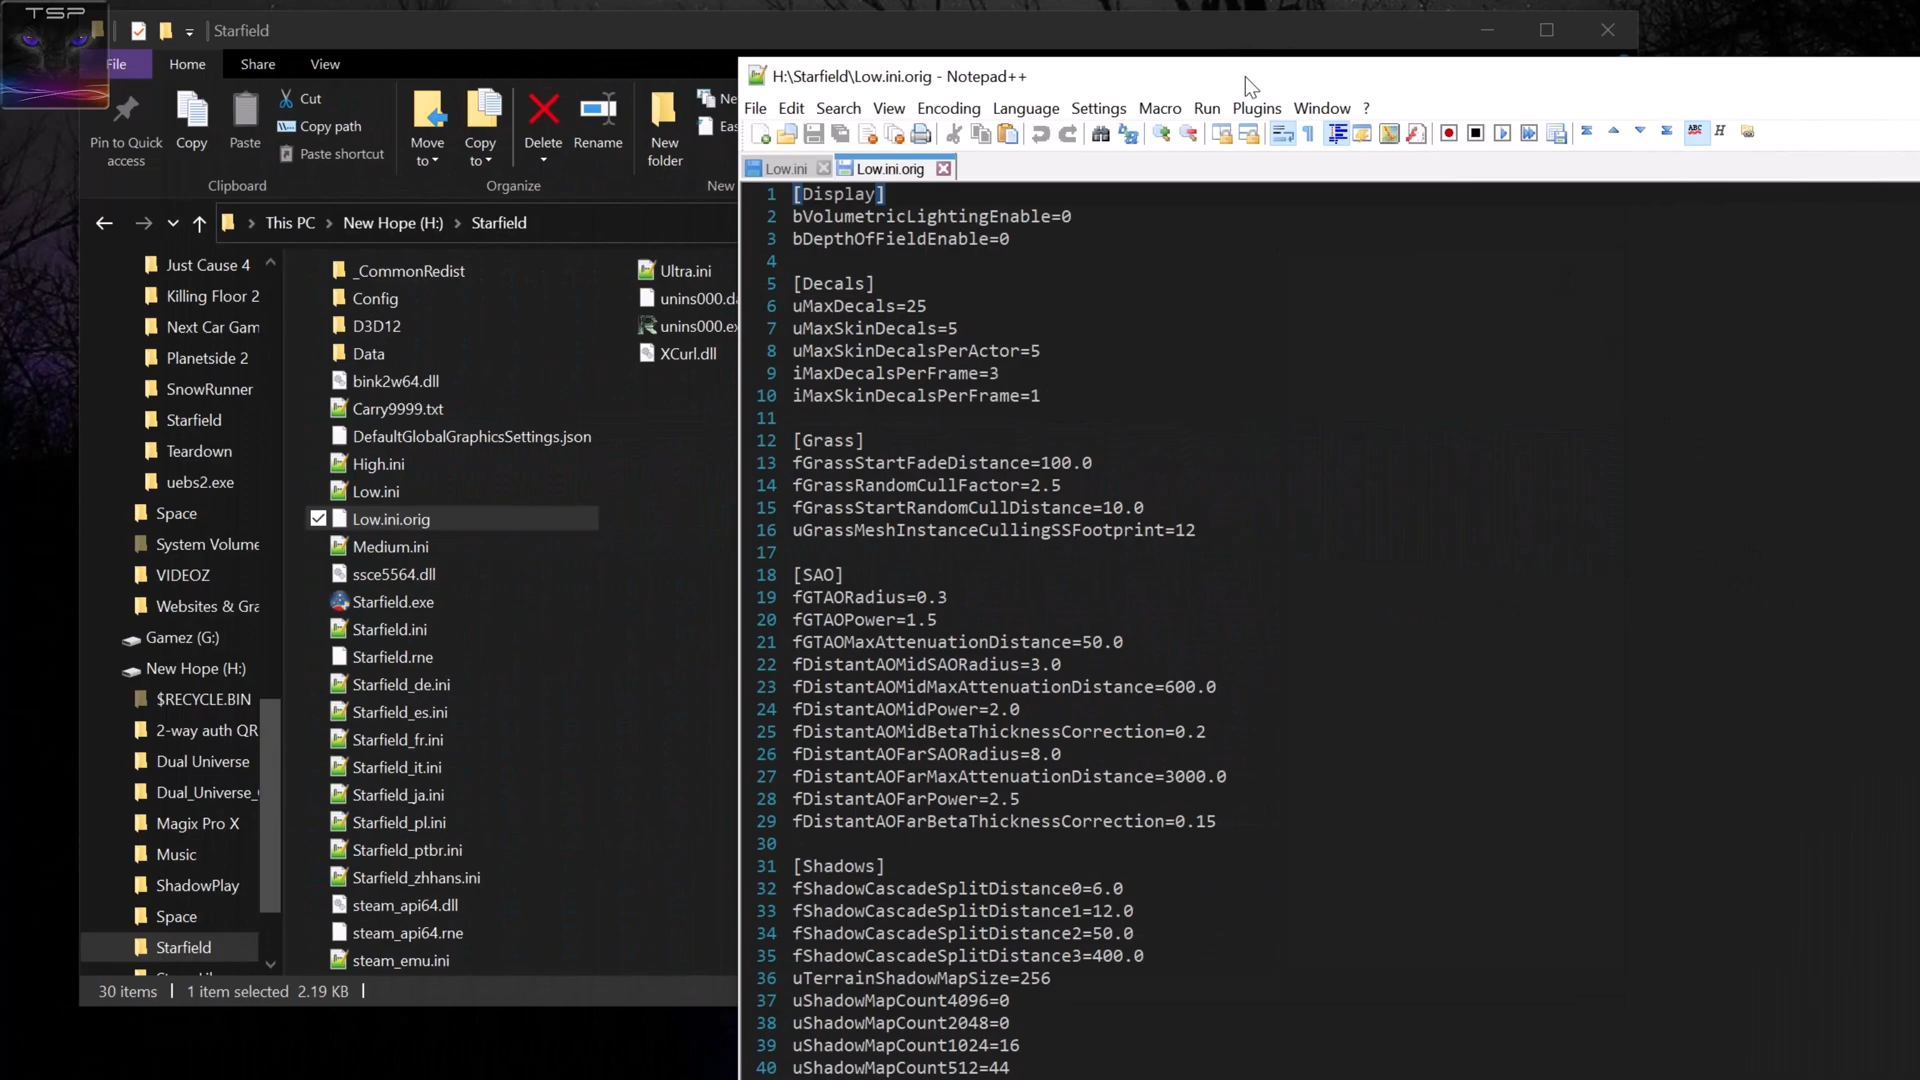 TSP
Starfield
File
Home
Share
View
Pin to Quick
access
Copy
Paste
Cut
Copy path
Paste shortcut
Clipboard
Move
to
Copy
to
Delete
Rename
Organize
New
folder
New
This PC
New Hope (H:)
Starfield
Just Cause 4
Killing Floor 2
Next Car Gam
Planetside 2
SnowRunner
Starfield
Teardown
uebs2.exe
Space
System Volume
VIDEOZ
Websites & Gra
Gamez (G:)
New Hope (H:)
$RECYCLE.BIN
2-way auth QR
Dual Universe
Dual_Universe_
Magix Pro X
Music
ShadowPlay
Space
Starfield
_CommonRedist
Config
D3D12
Data
bink2w64.dll
Carry9999.txt
DefaultGlobalGraphicsSettings.json
High.ini
Low.ini
Low.ini.orig
Medium.ini
ssce5564.dll
Starfield.exe
Starfield.ini
Starfield.rne
Starfield_de.ini
Starfield_es.ini
Starfield_fr.ini
Starfield_it.ini
Starfield_ja.ini
Starfield_pl.ini
Starfield_ptbr.ini
Starfield_zhhans.ini
steam_api64.dll
steam_api64.rne
steam_emu.ini
Ultra.ini
unins000.da
unins000.ex
XCurl.dll
30 items
1 item selected 2.19 KB
H:\Starfield\Low.ini.orig - Notepad++
File Edit Search View Encoding Language Settings Macro Run Plugins Window ?
Low.ini
Low.ini.orig
1 [Display]
2 bVolumetricLightingEnable=0
3 bDepthOfFieldEnable=0
4
5 [Decals]
6 uMaxDecals=25
7 uMaxSkinDecals=5
8 uMaxSkinDecalsPerActor=5
9 iMaxDecalsPerFrame=3
10 iMaxSkinDecalsPerFrame=1
11
12 [Grass]
13 fGrassStartFadeDistance=100.0
14 fGrassRandomCullFactor=2.5
15 fGrassStartRandomCullDistance=10.0
16 uGrassMeshInstanceCullingSSFootprint=12
17
18 [SAO]
19 fGTAORadius=0.3
20 fGTAOPower=1.5
21 fGTAOMaxAttenuationDistance=50.0
22 fDistantAOMidSAORadius=3.0
23 fDistantAOMidMaxAttenuationDistance=600.0
24 fDistantAOMidPower=2.0
25 fDistantAOMidBetaThicknessCorrection=0.2
26 fDistantAOFarSAORadius=8.0
27 fDistantAOFarMaxAttenuationDistance=3000.0
28 fDistantAOFarPower=2.5
29 fDistantAOFarBetaThicknessCorrection=0.15
30
31 [Shadows]
32 fShadowCascadeSplitDistance0=6.0
33 fShadowCascadeSplitDistance1=12.0
34 fShadowCascadeSplitDistance2=50.0
35 fShadowCascadeSplitDistance3=400.0
36 uTerrainShadowMapSize=256
37 uShadowMapCount4096=0
38 uShadowMapCount2048=0
39 uShadowMapCount1024=16
40 uShadowMapCount512=44